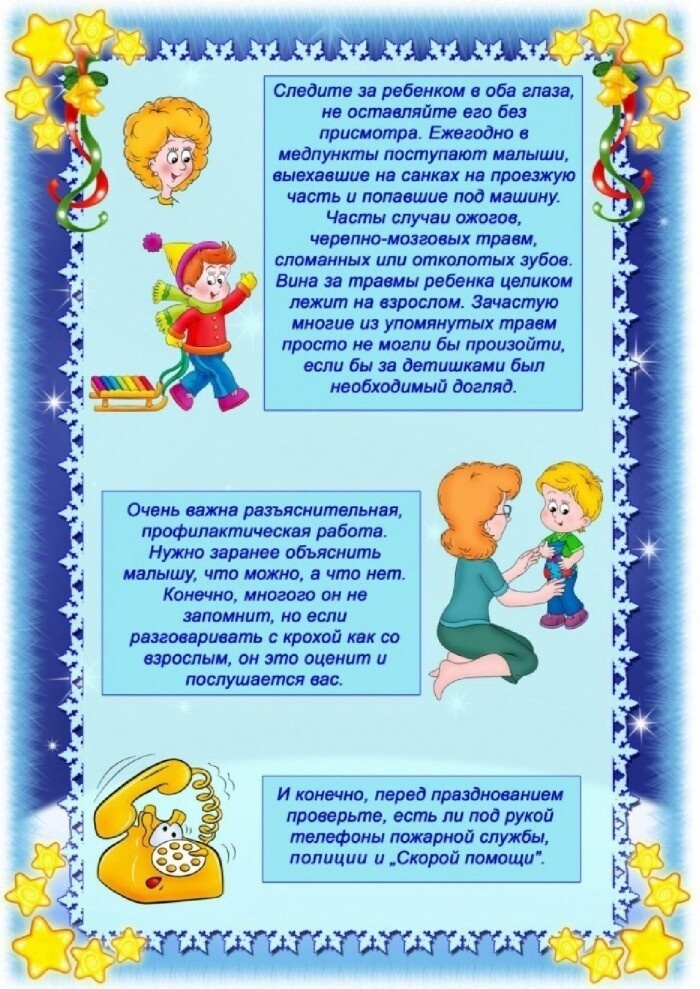 Следите за ребенком в оба глаза,
не оставляйте его без
присмотра. Ежегодно в
медпункты поступают малыши,
выехавшие на санках на проезжую
часть и попавшие под машину.
Часты случаи ожогов,
черепно-мозговых травм,
сломанных или отколотых зубов.
Вина за травмы ребенка целиком
лежит на взрослом. Зачастую
многие из упомянутых травм
просто не могли бы произойти,
если бы за детишками был
необходимый догляд.
Очень важна разъяснительная,
профилактическая работа.
Нужно заранее объяснить
малышу, что можно, а что нет.
Конечно, многого он не
запомнит, но если
разговаривать с крохой как со
взрослым, он это оценит и
послушается вас.
И конечно, перед празднованием
проверьте, есть ли под рукой
телефоны пожарной службы,
полиции и „Скорой помощи".